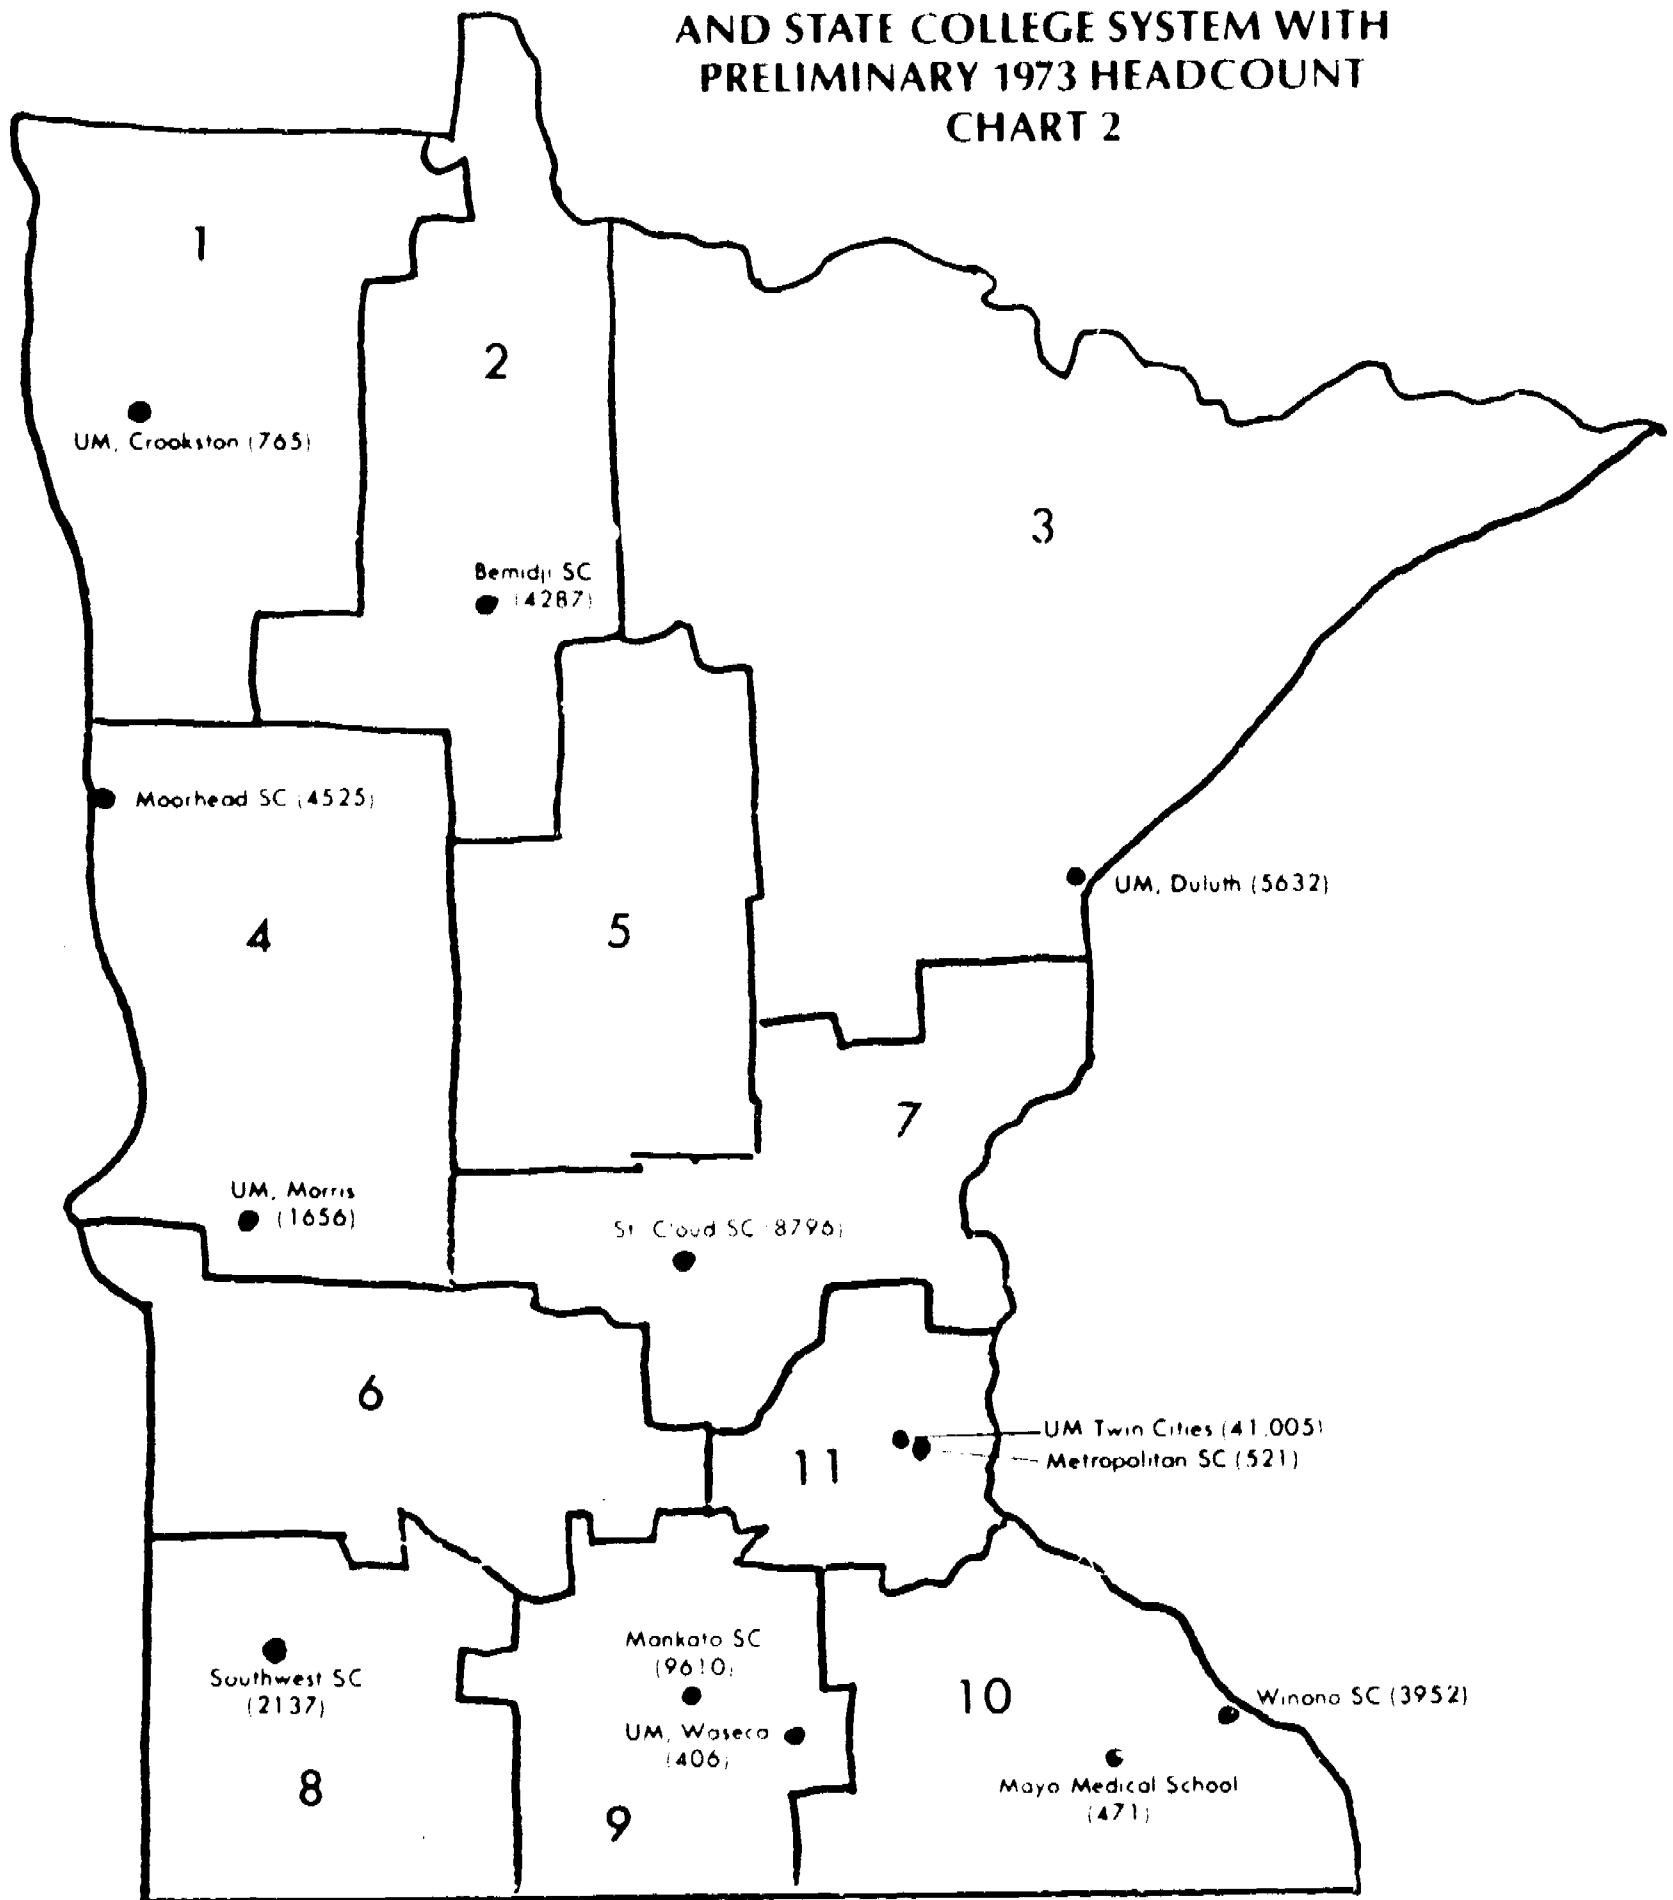 AND STATE COLLEGE SYSTEM WITH
PRELIMINARY 1973 HEADCOUNT
CHART 2
1
2
UM, Crookston (765)
3
Bemidji SC
(4287)
Moorhead SC (4525)
UM, Duluth (5632)
4
5
7
UM, Morris
(1656)
St. Cloud SC (8796)
6
UM Twin Cities (41,005)
11
Metropolitan SC (521)
Mankato SC
(9610)
Southwest SC
(2137)
10
Winona SC (3952)
UM, Waseca
(406)
Mayo Medical School
(471)
8
9